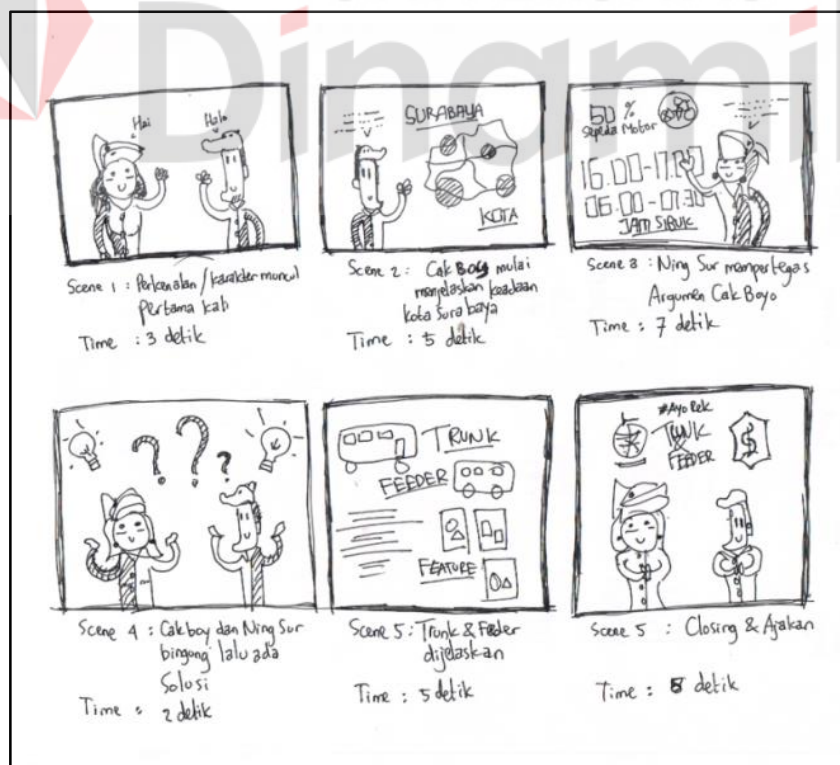 Dinami
Hai
Halo
Scene 1 : Perkenalan / karakter muncul
Pertama kali
Time : 3 detik
SURABAYA
KOTA
Scene 2 : Cak Boy mulai
menjelaskan keadaan
kota Surabaya
Time : 5 detik
50 %
Sepeda Motor
16.00-17.00
06.00-07.30
JAM SIBUK
Scene 3 : Ning Sur mempertegas
Argumen Cak Boyo
Time : 7 detik
? ? ?
Scene 4 : Cak boy dan Ning Sur
bingung lalu ada
Solusi
Time : 2 detik
TRUNK
FEEDER
FEATURE
Scene 5 : Trunk & Feder
dijelaskan
Time : 5 detik
#Ayo Rek
TRUNK
&
FEEDER
Scene 5 : Closing & Ajakan
Time : 8 detik